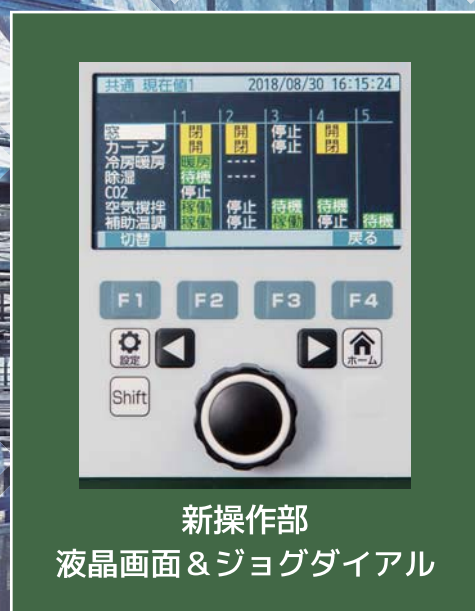 共通 現在値1 2018/08/30 16:15:24
1 2 3 4 5
窓 閉 開 停止 開
カーテン 開 閉 停止 閉
冷房暖房 暖房 ----
除湿 待機 ----
CO2 停止
空気撹拌 稼働 停止 待機 待機
補助温調 稼働 停止 稼働 停止 待機
切替 戻る
F1 F2 F3 F4
設定 ホーム
Shift
新操作部
液晶画面＆ジョグダイアル